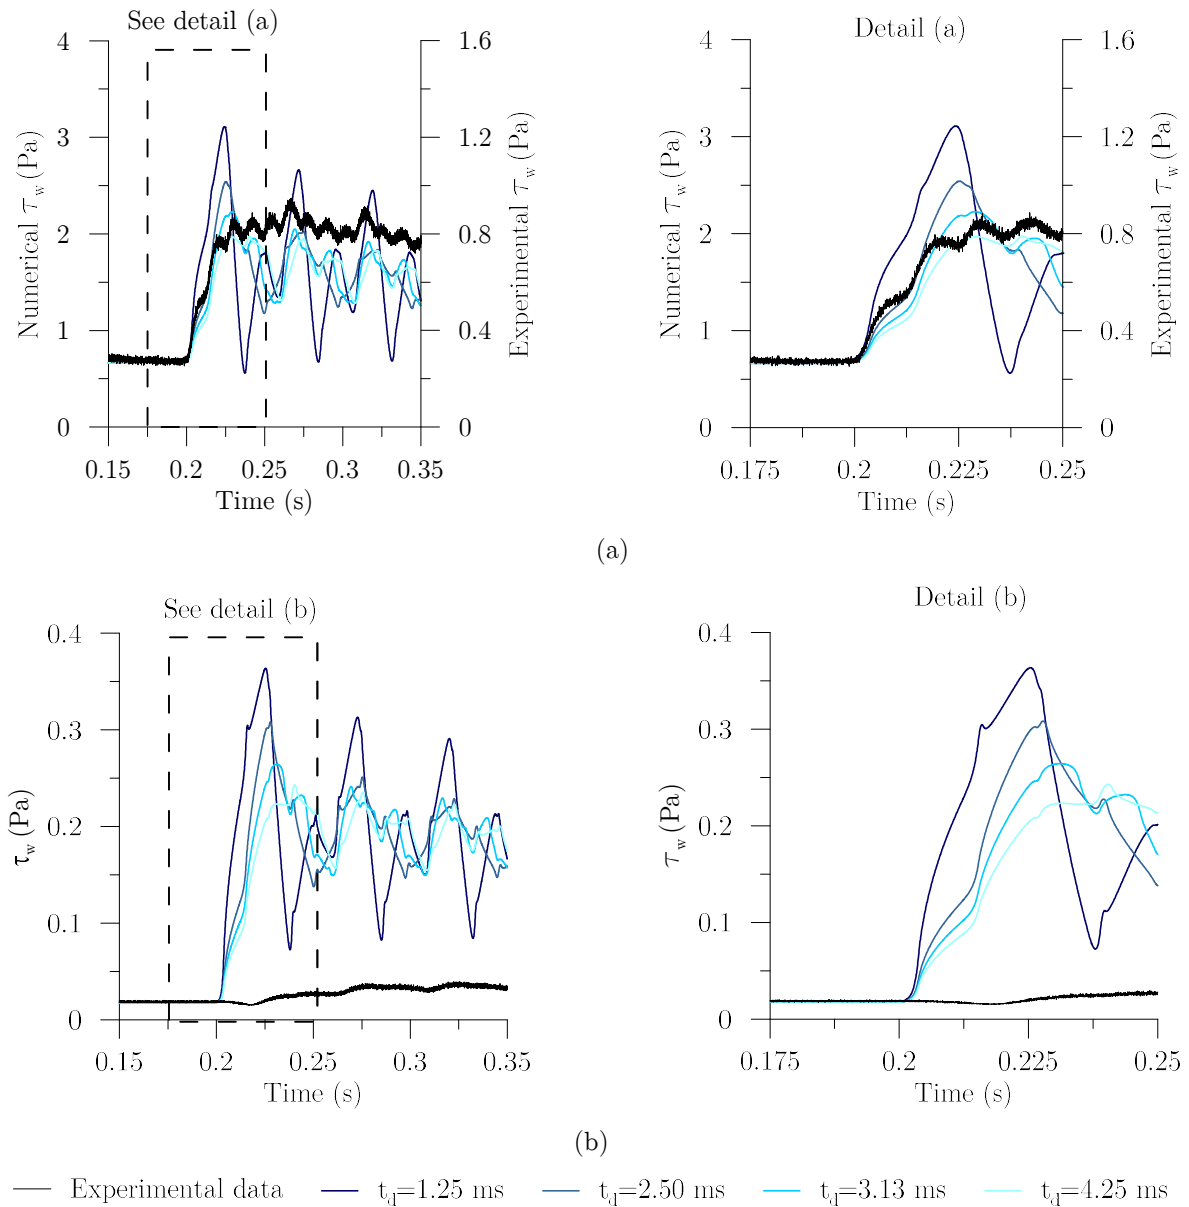 See detail (a)
Numerical τw (Pa)
4
3
2
1
0
1.6
1.2
0.8
0.4
0
Experimental τw (Pa)
0.15 0.2 0.25 0.3 0.35
Time (s)
Detail (a)
Numerical τw (Pa)
4
3
2
1
0
1.6
1.2
0.8
0.4
0
Experimental τw (Pa)
0.175 0.2 0.225 0.25
Time (s)
(a)
See detail (b)
τw (Pa)
0.4
0.3
0.2
0.1
0
0.15 0.2 0.25 0.3 0.35
Time (s)
Detail (b)
τw (Pa)
0.4
0.3
0.2
0.1
0
0.175 0.2 0.225 0.25
Time (s)
(b)
Experimental data td=1.25 ms td=2.50 ms td=3.13 ms td=4.25 ms